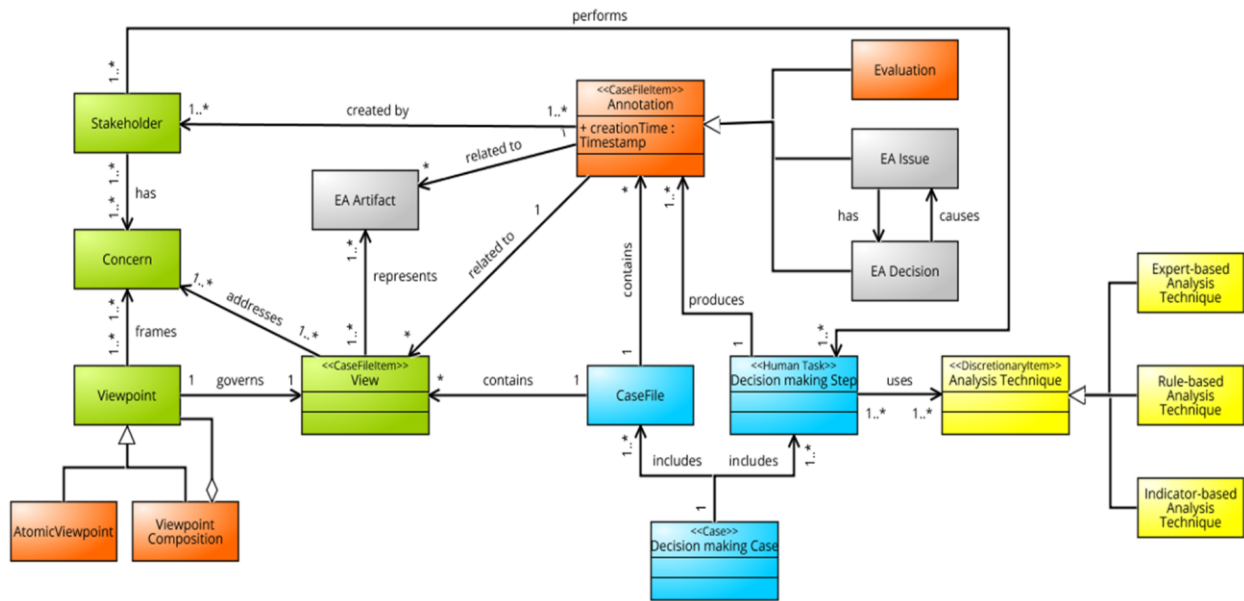 performs
1..*
Stakeholder
1..*
created by
1..*
<<CaseFileItem>>
Annotation
+ creationTime :
Timestamp
Evaluation
1
related to
*
EA Artifact
EA Issue
has
causes
EA Decision
1..*
has
1..*
Concern
1..*
addresses
1..*
1..*
represents
1..*
1
related to
*
*
contains
1
1..*
produces
1
1..*
1..*
frames
1..*
Viewpoint
1
governs
1
<<CaseFileItem>>
View
*
contains
1
CaseFile
<<Human Task>>
Decision making Step
uses
1..*
1..*
<<DiscretionaryItem>>
Analysis Technique
Expert-based
Analysis
Technique
Rule-based
Analysis
Technique
Indicator-based
Analysis
Technique
1..*
includes
includes
1..*
1
<<Case>>
Decision making Case
AtomicViewpoint
Viewpoint
Composition